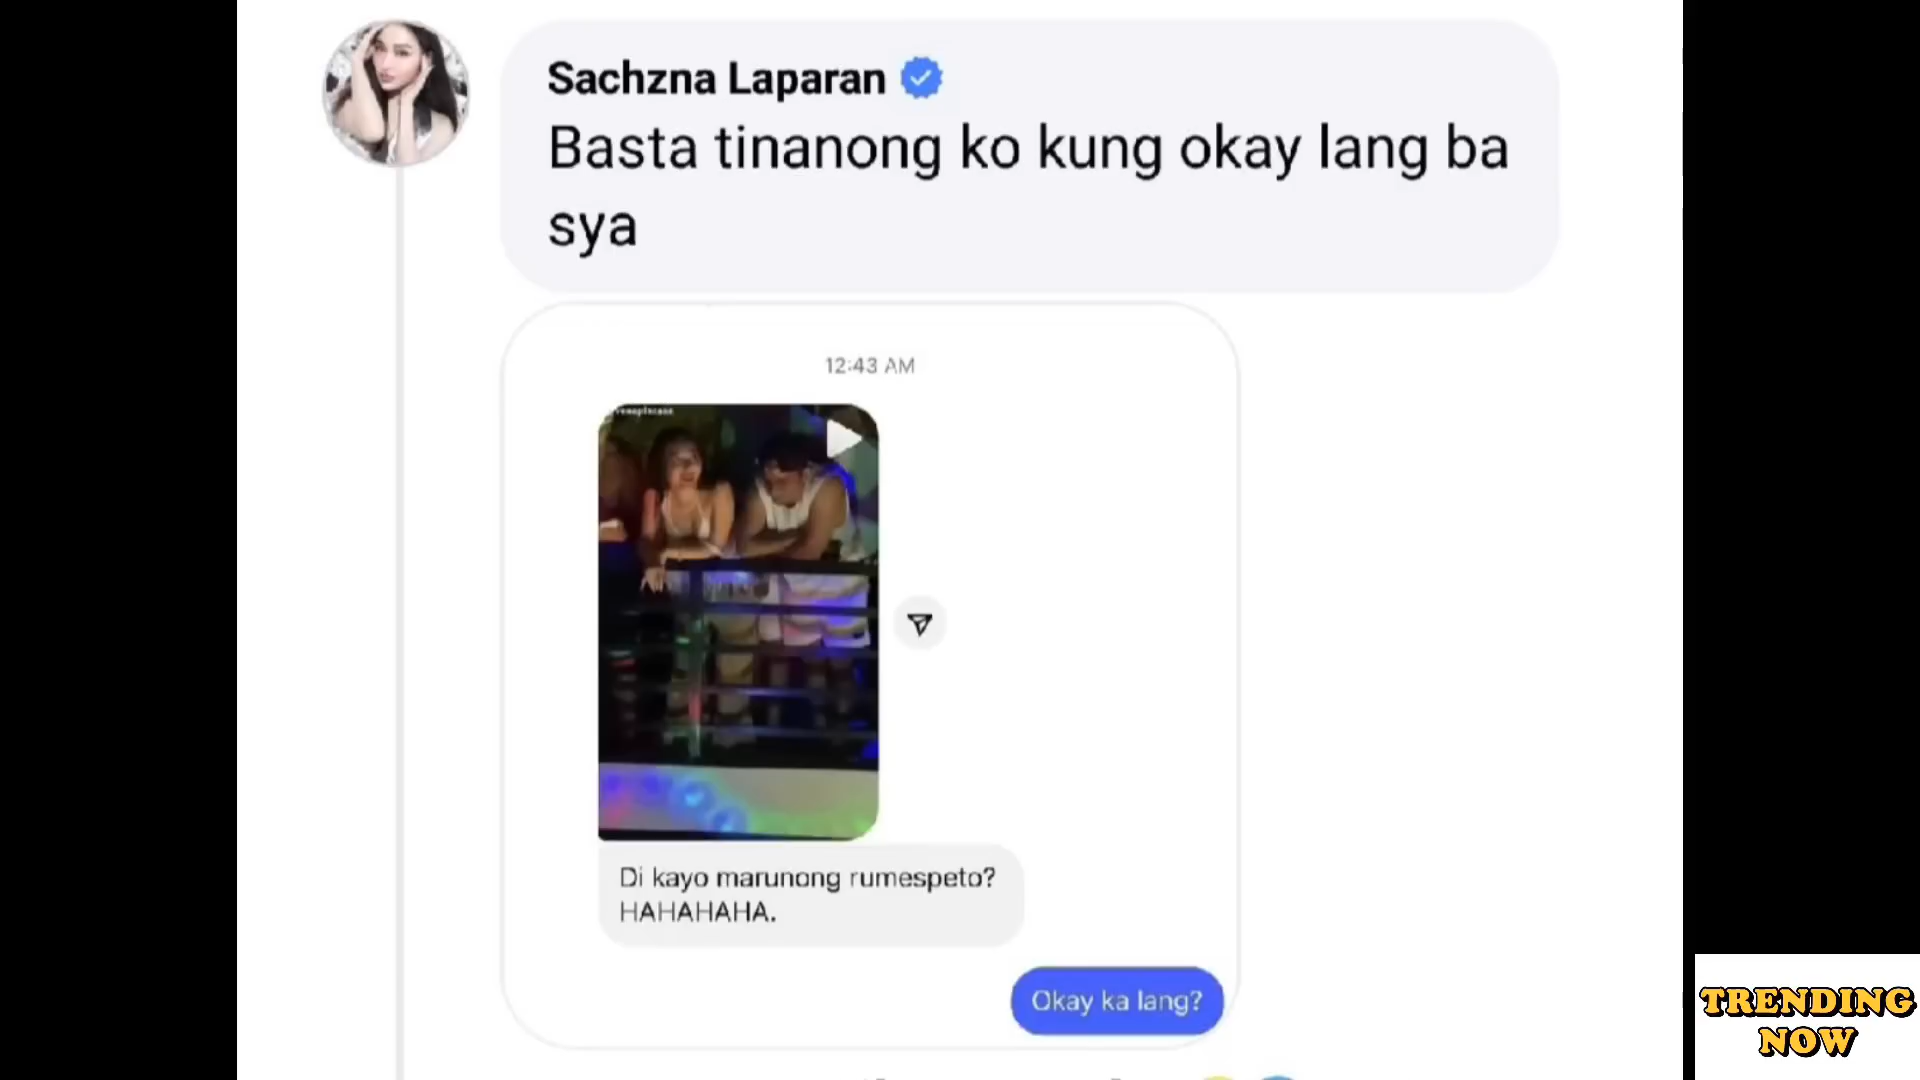 Sachzna Laparan
Basta tinanong ko kung okay lang ba
sya
12:43 AM
Di kayo marunong rumespeto?
HAHAHAHA.
Okay ka lang?
TRENDING
NOW